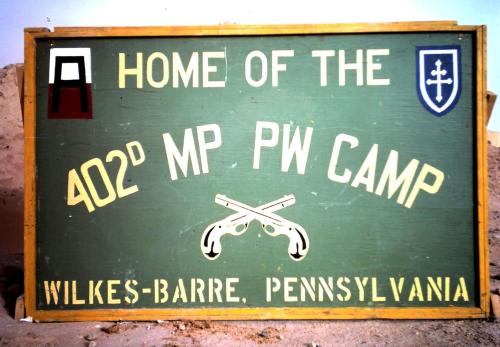 HOME OF THE
402D MP PW CAMP
WILKES-BARRE, PENNSYLVANIA